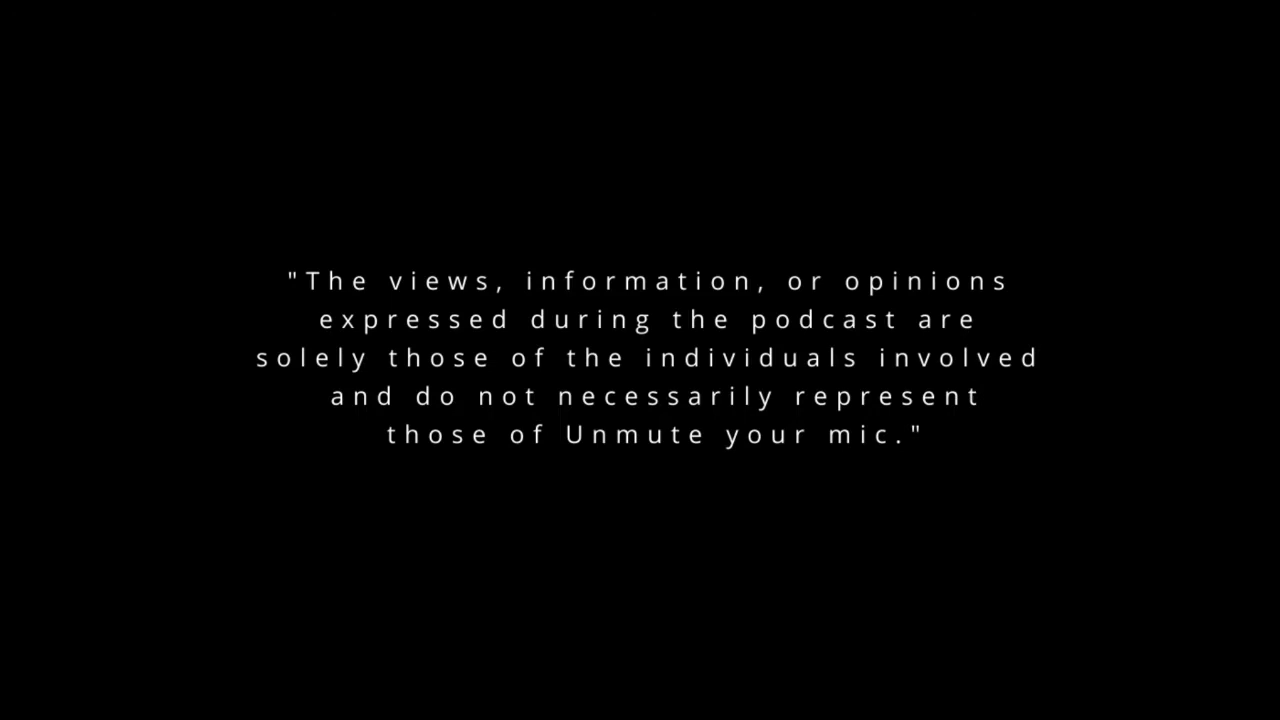 "The views, information, or opinions
expressed during the podcast are
solely those of the individuals involved
and do not necessarily represent
those of Unmute your mic."